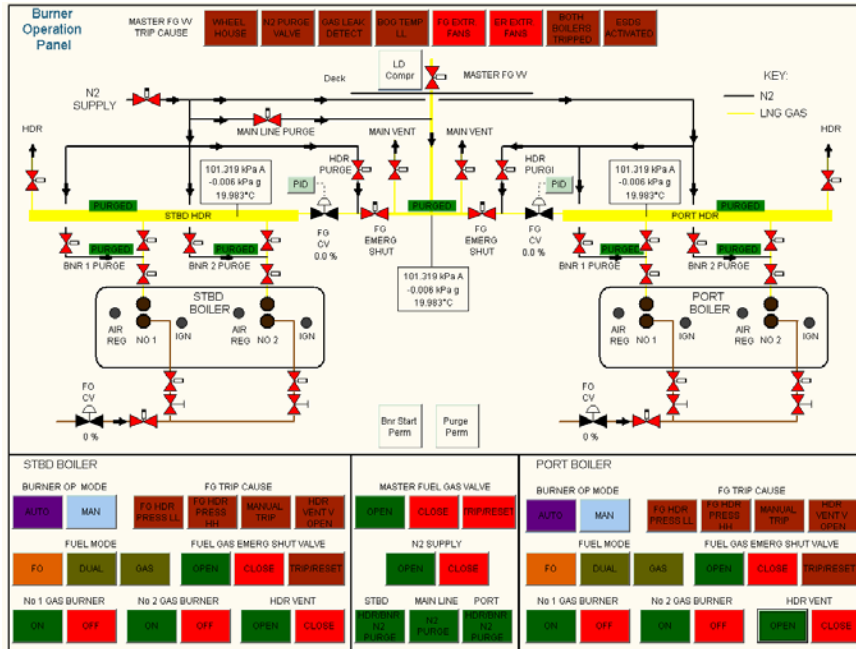 Burner
Operation
Panel
MASTER FG VV
TRIP CAUSE
WHEEL
HOUSE
N2 PURGE
VALVE
GAS LEAK
DETECT
BOG TEMP
LL
FG EXTR.
FANS
ER EXTR.
FANS
BOTH
BOILERS
TRIPPED
ESDS
ACTIVATED
LD
Compr
Deck
MASTER FG VV
KEY:
N2
LNG GAS
N2
SUPPLY
HDR
MAIN LINE PURGE
MAIN VENT
MAIN VENT
HDR
HDR
PURGE
HDR
PURGI
101.319 kPa A
-0.006 kPa g
19.983°C
PID
PID
101.319 kPa A
-0.006 kPa g
19.983°C
PURGED
PURGED
PURGED
STBD HDR
PORT HDR
FG
CV
0.0 %
FG
EMERG
SHUT
FG
EMERG
SHUT
FG
CV
0.0 %
PURGED
PURGED
PURGED
PURGED
BNR 1 PURGE
BNR 2 PURGE
BNR 1 PURGE
BNR 2 PURGE
101.319 kPa A
-0.006 kPa g
19.983°C
STBD
BOILER
PORT
BOILER
AIR
REG
NO 1
IGN
AIR
REG
NO 2
IGN
AIR
REG
NO 1
IGN
AIR
REG
NO 2
IGN
FO
CV
0 %
FO
CV
0 %
Bnr Start
Perm
Purge
Perm
STBD BOILER
BURNER OP MODE
FG TRIP CAUSE
AUTO
MAN
FG HDR
PRESS LL
FG HDR
PRESS
HH
MANUAL
TRIP
HDR
VENT V
OPEN
FUEL MODE
FUEL GAS EMERG SHUT VALVE
FO
DUAL
GAS
OPEN
CLOSE
TRIP/RESET
No 1 GAS BURNER
No 2 GAS BURNER
HDR VENT
ON
OFF
ON
OFF
OPEN
CLOSE
MASTER FUEL GAS VALVE
OPEN
CLOSE
TRIP/RESET
N2 SUPPLY
OPEN
CLOSE
STBD
MAIN LINE
PORT
HDR/BNR
N2
PURGE
N2
PURGE
HDR/BNR
N2
PURGE
PORT BOILER
BURNER OP MODE
FG TRIP CAUSE
AUTO
MAN
FG HDR
PRESS LL
FG HDR
PRESS
HH
MANUAL
TRIP
HDR
VENT V
OPEN
FUEL MODE
FUEL GAS EMERG SHUT VALVE
FO
DUAL
GAS
OPEN
CLOSE
TRIP/RESET
No 1 GAS BURNER
No 2 GAS BURNER
HDR VENT
ON
OFF
ON
OFF
OPEN
CLOSE